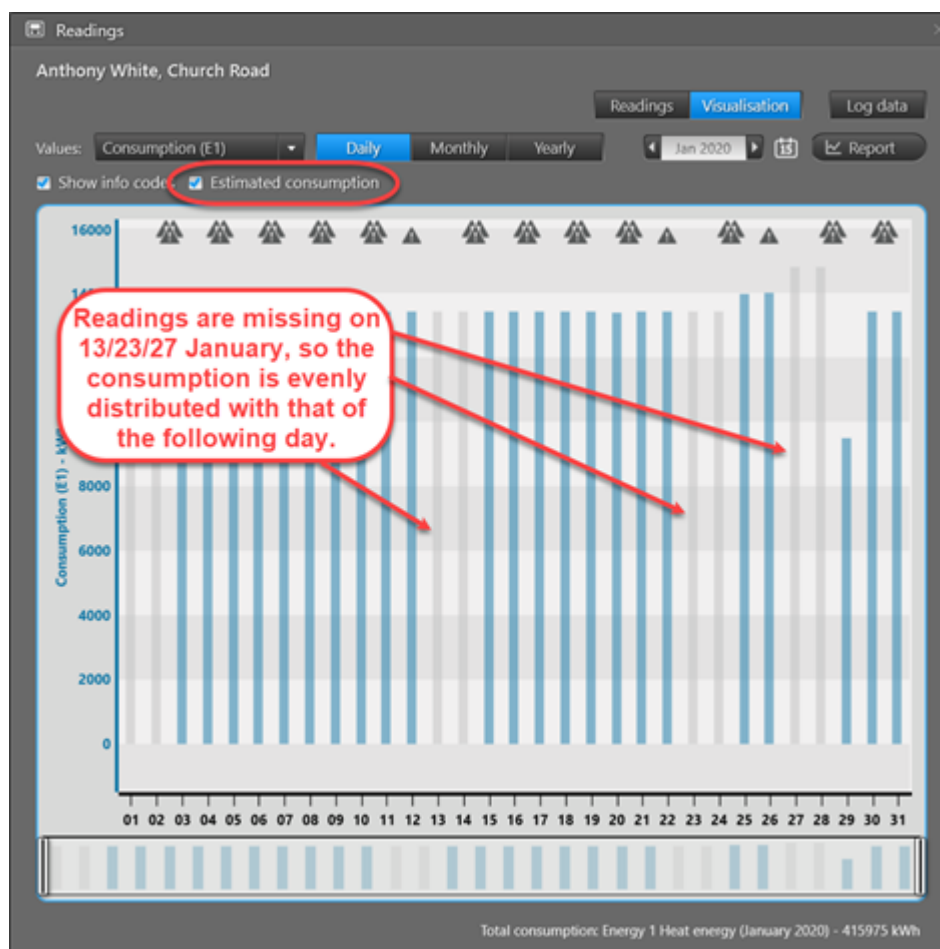 Readings
Anthony White, Church Road
Readings Visualisation Log data
Values: Consumption (E1) Daily Monthly Yearly Jan 2020 15 Report
Show info code Estimated consumption
16000
Readings are missing on
13/23/27 January, so the
consumption is evenly
distributed with that of
the following day.
8000
6000
4000
2000
0
Consumption (E1) -
01 02 03 04 05 06 07 08 09 10 11 12 13 14 15 16 17 18 19 20 21 22 23 24 25 26 27 28 29 30 31
Total consumption: Energy 1 Heat energy (January 2020) - 415975 kWh